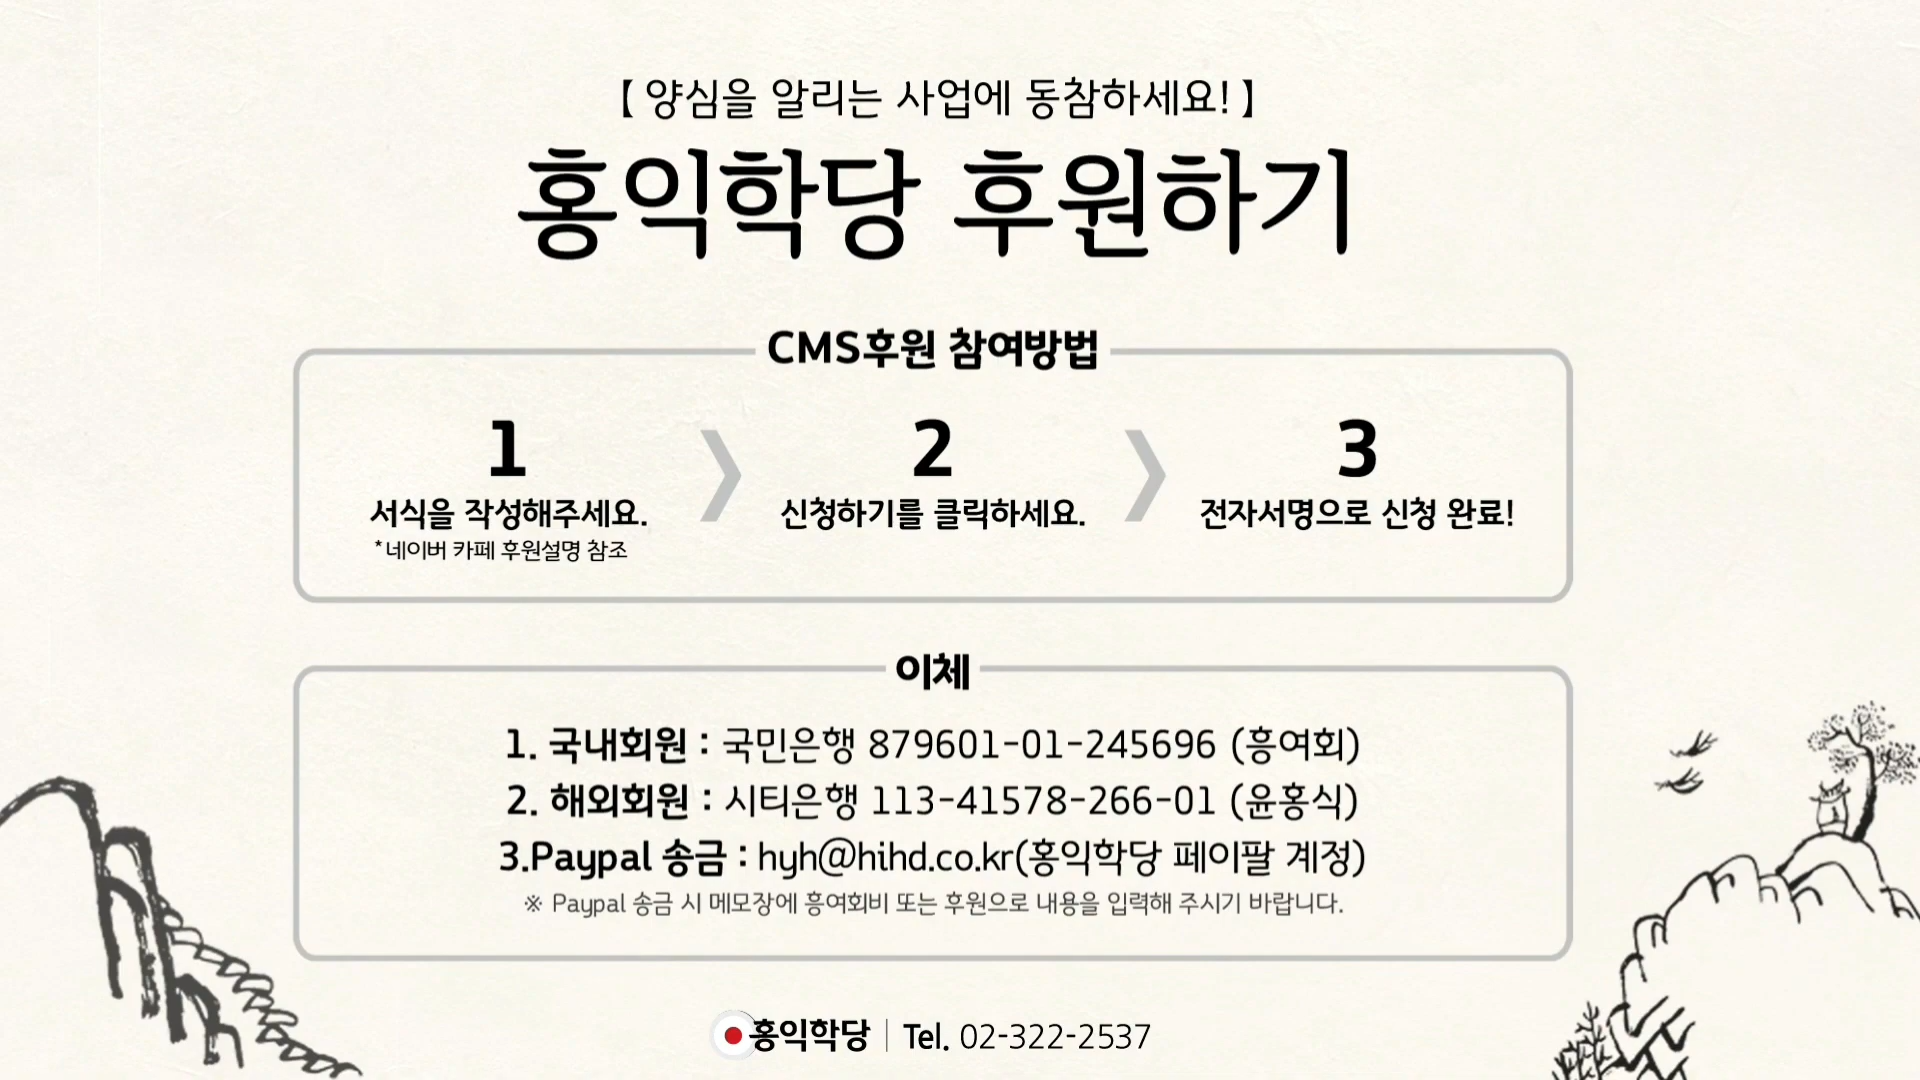 【 양심을 알리는 사업에 동참하세요! 】
홍익학당 후원하기
CMS후원 참여방법
1
서식을 작성해주세요.
*네이버 카페 후원설명 참조
2
신청하기를 클릭하세요.
3
전자서명으로 신청 완료!
이체
1. 국내회원 : 국민은행 879601-01-245696 (흥여회)
2. 해외회원 : 시티은행 113-41578-266-01 (윤홍식)
3.Paypal 송금 : hyh@hihd.co.kr(홍익학당 페이팔 계정)
※ Paypal 송금 시 메모장에 흥여회비 또는 후원으로 내용을 입력해 주시기 바랍니다.
홍익학당 | Tel. 02-322-2537